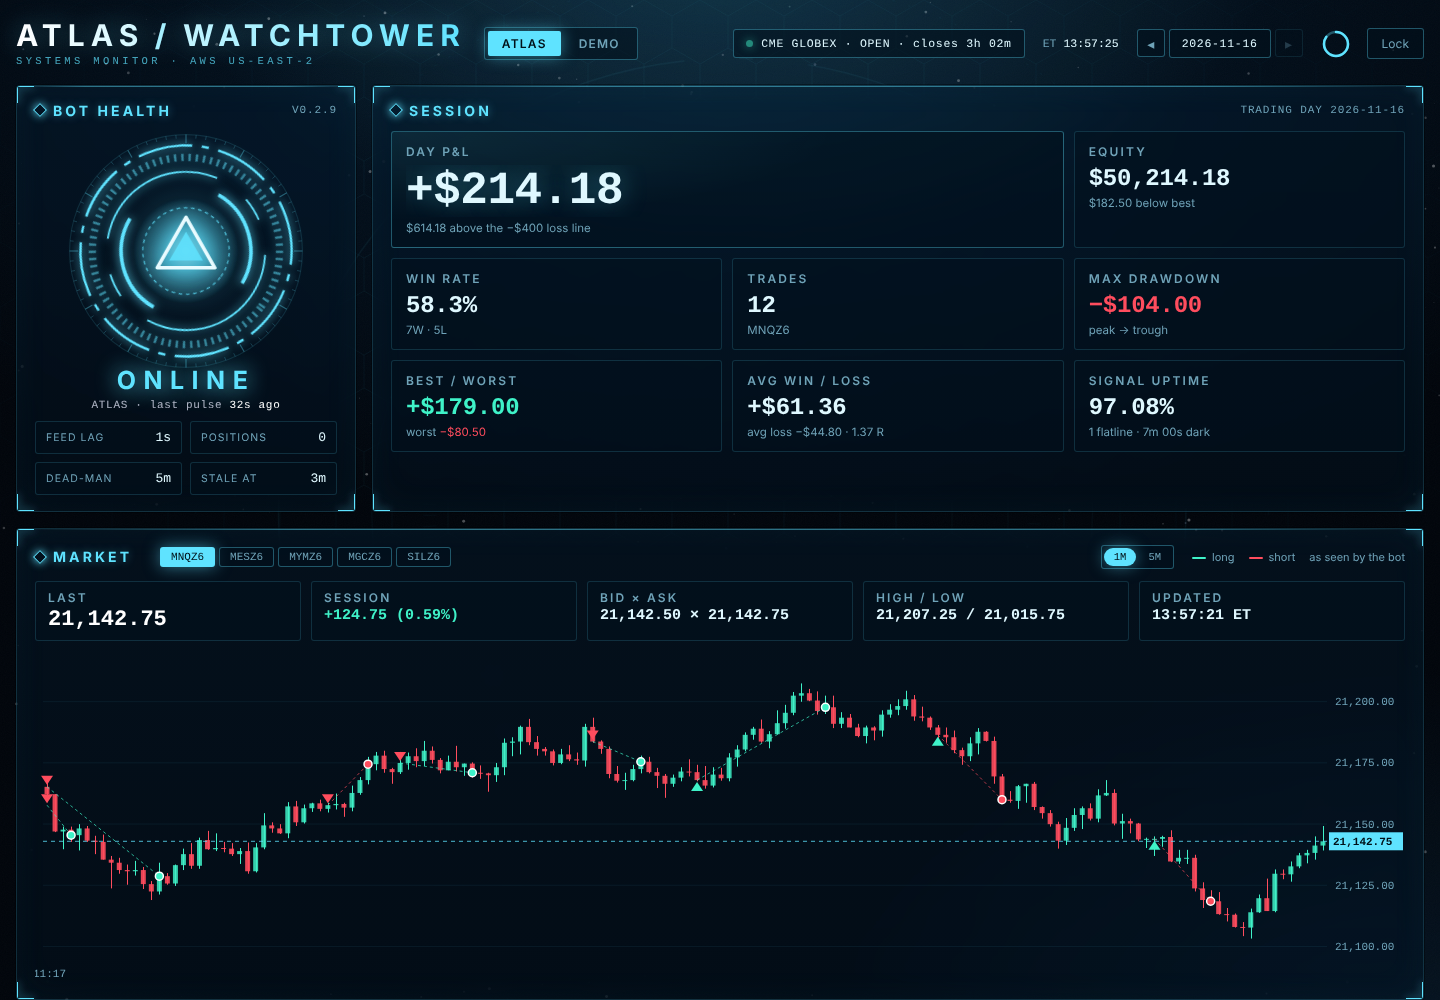 ATLAS / WATCHTOWER
SYSTEMS MONITOR · AWS US-EAST-2
ATLAS DEMO
CME GLOBEX · OPEN · closes 3h 02m
ET 13:57:25
◀ 2026-11-16 ▶
Lock
BOT HEALTH
V0.2.9
ONLINE
ATLAS · last pulse 32s ago
FEED LAG 1s
POSITIONS 0
DEAD-MAN 5m
STALE AT 3m
SESSION
TRADING DAY 2026-11-16
DAY P&L
+$214.18
$614.18 above the −$400 loss line
EQUITY
$50,214.18
$182.50 below best
WIN RATE
58.3%
7W · 5L
TRADES
12
MNQZ6
MAX DRAWDOWN
−$104.00
peak → trough
BEST / WORST
+$179.00
worst −$80.50
AVG WIN / LOSS
+$61.36
avg loss −$44.80 · 1.37 R
SIGNAL UPTIME
97.08%
1 flatline · 7m 00s dark
MARKET
MNQZ6 MESZ6 MYMZ6 MGCZ6 SILZ6
1M 5M
long short as seen by the bot
LAST
21,142.75
SESSION
+124.75 (0.59%)
BID × ASK
21,142.50 × 21,142.75
HIGH / LOW
21,207.25 / 21,015.75
UPDATED
13:57:21 ET
21,200.00
21,175.00
21,150.00
21,142.75
21,125.00
21,100.00
11:17